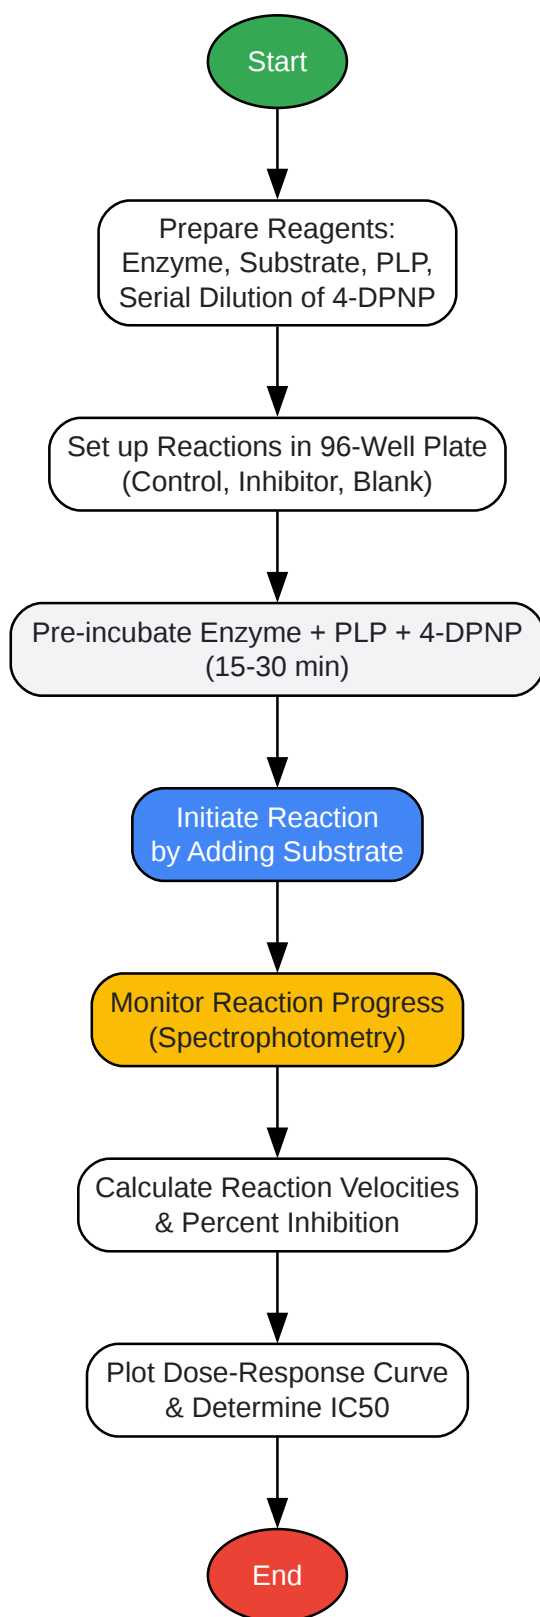 Start
Prepare Reagents:
Enzyme, Substrate, PLP,
Serial Dilution of 4-DPNP
Set up Reactions in 96-Well Plate
(Control, Inhibitor, Blank)
Pre-incubate Enzyme + PLP + 4-DPNP
(15-30 min)
Initiate Reaction
by Adding Substrate
Monitor Reaction Progress
(Spectrophotometry)
Calculate Reaction Velocities
& Percent Inhibition
Plot Dose-Response Curve
& Determine IC50
End